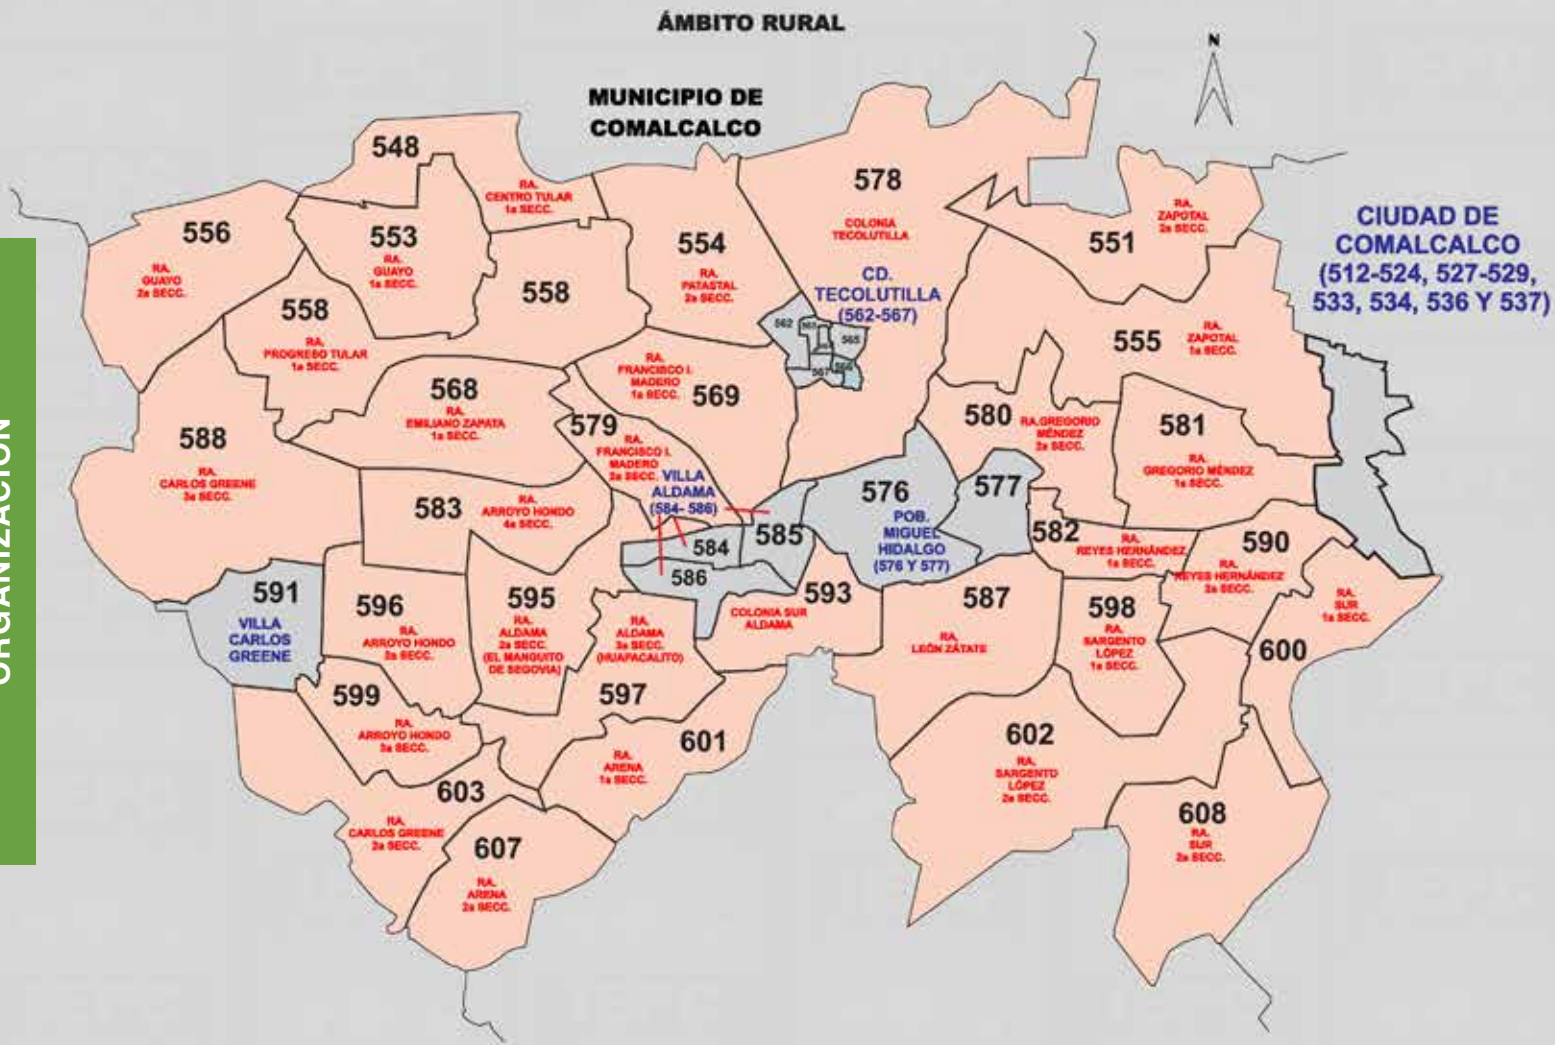 ÁMBITO RURAL
MUNICIPIO DE
COMALCALCO
N
ORGANIZACIÓN
548
RA.
CENTRO TULAR
1a SECC.
556
RA.
GUAYO
2a SECC.
553
RA.
GUAYO
1a SECC.
558
RA.
PROGRESO TULAR
1a SECC.
558
554
RA.
PATASTAL
2a SECC.
578
COLONIA
TECOLUTILLA
CD.
TECOLUTILLA
(562-567)
562
565
566
567
551
RA.
ZAPOTAL
2a SECC.
CIUDAD DE
COMALCALCO
(512-524, 527-529,
533, 534, 536 Y 537)
555
RA.
ZAPOTAL
1a SECC.
568
RA.
EMILIANO ZAPATA
1a SECC.
RA.
FRANCISCO I.
MADERO
1a SECC.
569
579
RA.
FRANCISCO I.
MADERO
2a SECC.
VILLA
ALDAMA
(584- 586)
580
RA.GREGORIO
MÉNDEZ
2a SECC.
581
RA.
GREGORIO MÉNDEZ
1a SECC.
588
RA.
CARLOS GREENE
3a SECC.
583
RA.
ARROYO HONDO
4a SECC.
584
585
586
576
POB.
MIGUEL
HIDALGO
(576 Y 577)
577
582
RA.
REYES HERNÁNDEZ
1a SECC.
590
RA.
REYES HERNÁNDEZ
2a SECC.
591
VILLA
CARLOS
GREENE
596
RA.
ARROYO HONDO
2a SECC.
595
RA.
ALDAMA
2a SECC.
(EL MANGUITO
DE SEGOVIA)
RA.
ALDAMA
3a SECC.
(HUAPACALITO)
597
593
COLONIA SUR
ALDAMA
587
RA.
LEÓN ZÁTATE
598
RA.
SARGENTO
LÓPEZ
1a SECC.
RA.
SUR
1a SECC.
600
599
RA.
ARROYO HONDO
3a SECC.
601
RA.
ARENA
1a SECC.
602
RA.
SARGENTO
LÓPEZ
2a SECC.
603
RA.
CARLOS GREENE
2a SECC.
607
RA.
ARENA
2a SECC.
608
RA.
SUR
2a SECC.